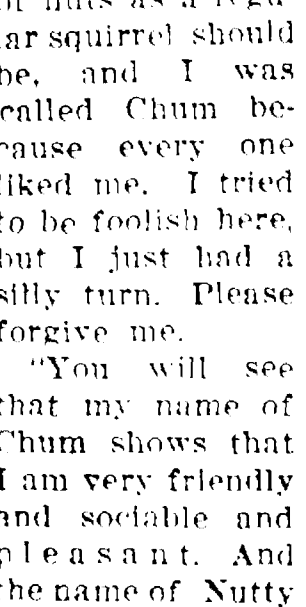 of nuts as a regu-
lar squirrel should
be, and I was
called Chum be-
cause every one
liked me. I tried
to be foolish here,
but I just had a
silly turn. Please
forgive me.
"You will see
that my name of
Chum shows that
I am very friendly
and sociable and
pleasant. And
the name of Nutty